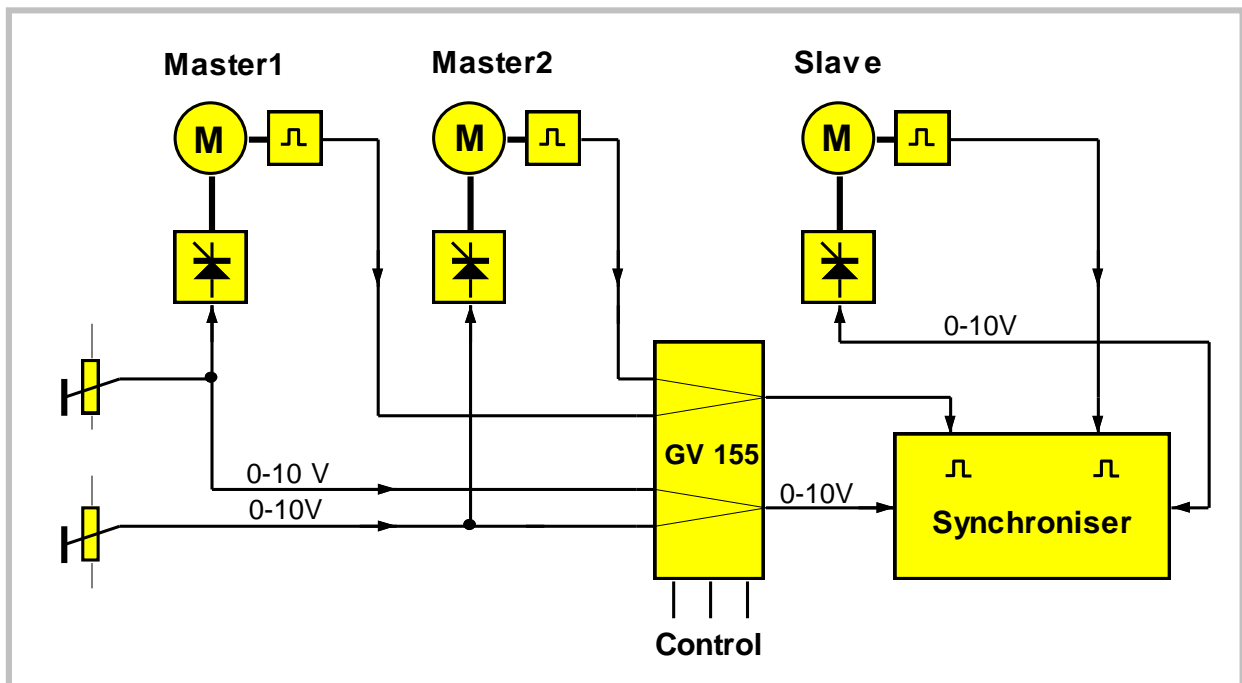 Master1
Master2
Slave
M
M
M
0-10V
GV 155
0-10 V
0-10V
0-10V
Synchroniser
Control